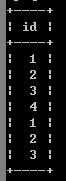 +----+
¦ id ¦
+----+
¦ 1 ¦
¦ 2 ¦
¦ 3 ¦
¦ 4 ¦
¦ 1 ¦
¦ 2 ¦
¦ 3 ¦
+----+